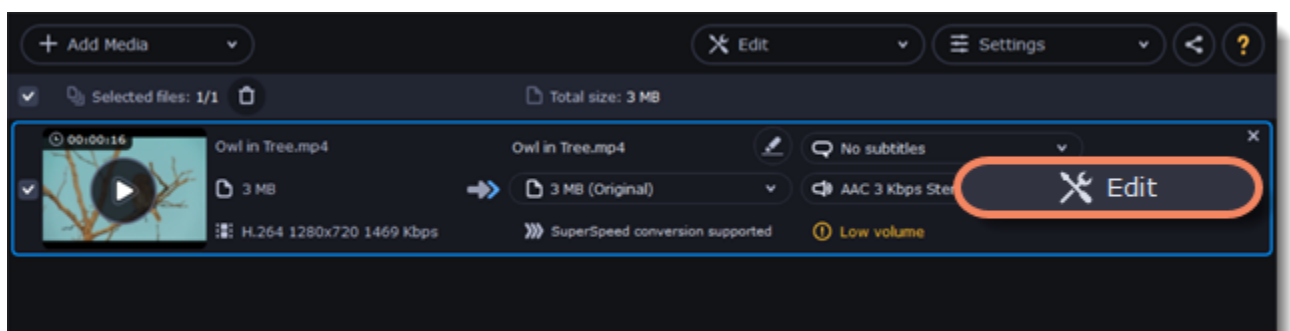 Add Media
Edit
Settings
?
Selected files: 1/1
Total size: 3 MB
00:00:16
Owl in Tree.mp4
Owl in Tree.mp4
No subtitles
3 MB
3 MB (Original)
AAC 3 Kbps
Edit
H.264 1280x720 1469 Kbps
SuperSpeed conversion supported
Low volume